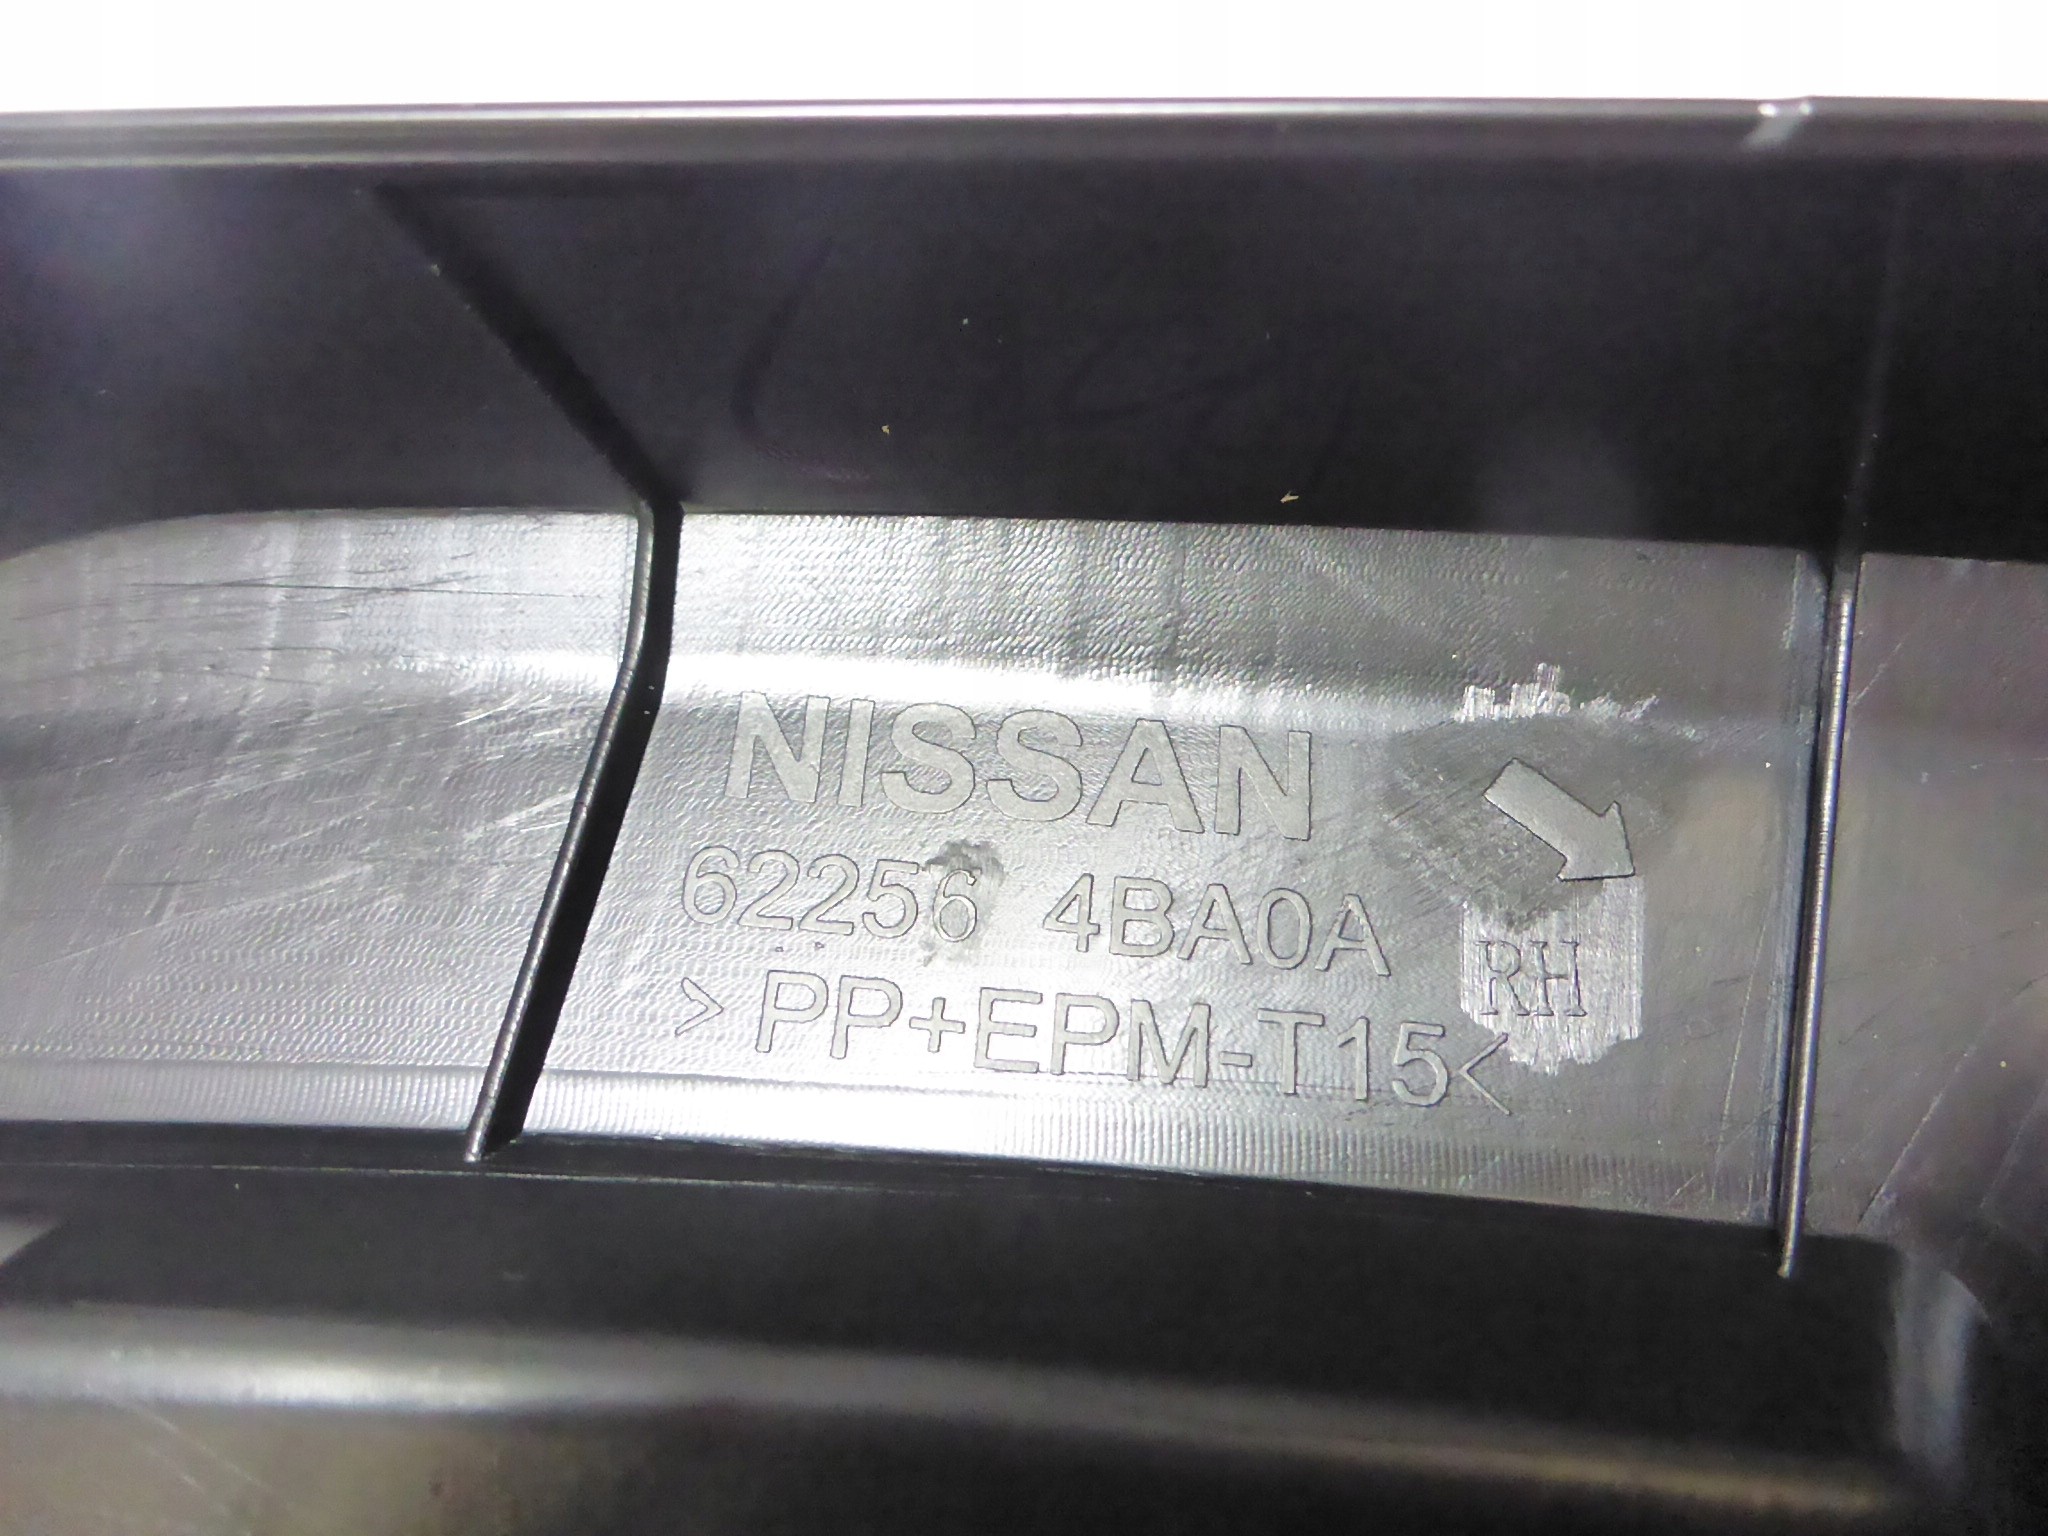 NISSAN
62256 4BA0A
>PP+EPM-T15<
RH